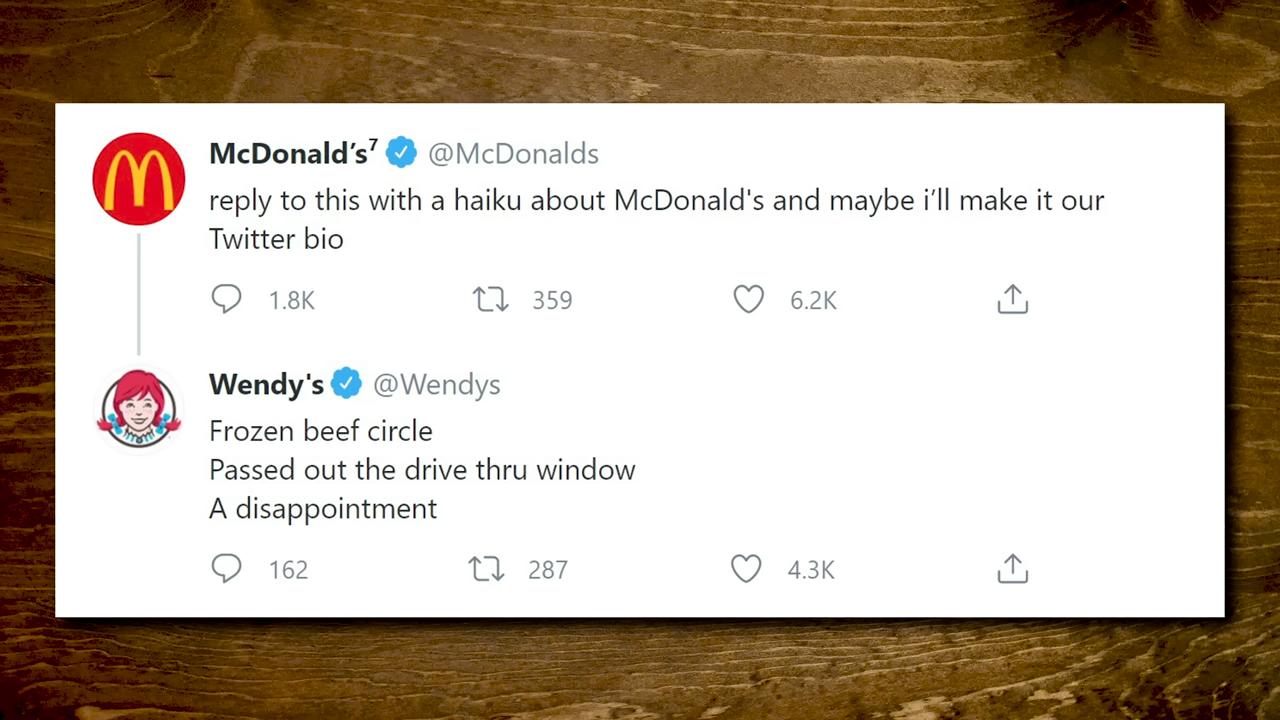 McDonald's⁷ @McDonalds
reply to this with a haiku about McDonald's and maybe i’ll make it our
Twitter bio
1.8K 359 6.2K
Wendy's @Wendys
Frozen beef circle
Passed out the drive thru window
A disappointment
162 287 4.3K